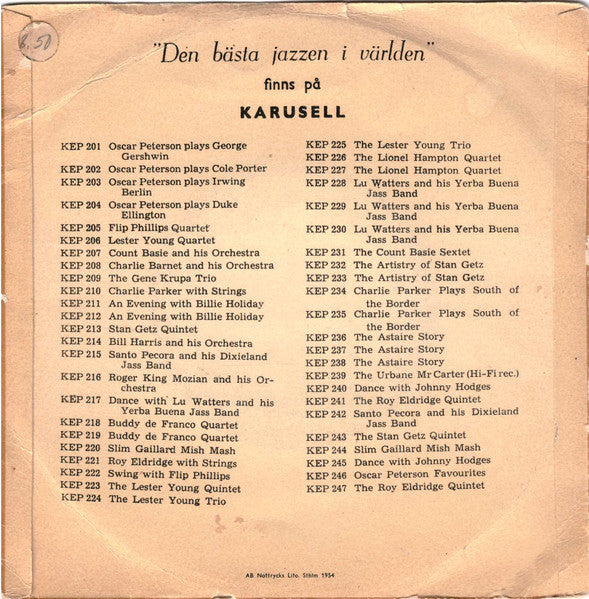 8.50
"Den bästa jazzen i världen"
finns på
KARUSELL
KEP 201 Oscar Peterson plays George
Gershwin
KEP 202 Oscar Peterson plays Cole Porter
KEP 203 Oscar Peterson plays Irwing
Berlin
KEP 204 Oscar Peterson plays Duke
Ellington
KEP 205 Flip Phillips Quartet
KEP 206 Lester Young Quartet
KEP 207 Count Basie and his Orchestra
KEP 208 Charlie Barnet and his Orchestra
KEP 209 The Gene Krupa Trio
KEP 210 Charlie Parker with Strings
KEP 211 An Evening with Billie Holiday
KEP 212 An Evening with Billie Holiday
KEP 213 Stan Getz Quintet
KEP 214 Bill Harris and his Orchestra
KEP 215 Santo Pecora and his Dixieland
Jass Band
KEP 216 Roger King Mozian and his Or-
chestra
KEP 217 Dance with Lu Watters and his
Yerba Buena Jass Band
KEP 218 Buddy de Franco Quartet
KEP 219 Buddy de Franco Quartet
KEP 220 Slim Gaillard Mish Mash
KEP 221 Roy Eldridge with Strings
KEP 222 Swing with Flip Phillips
KEP 223 The Lester Young Quintet
KEP 224 The Lester Young Trio
KEP 225 The Lester Young Trio
KEP 226 The Lionel Hampton Quartet
KEP 227 The Lionel Hampton Quartet
KEP 228 Lu Watters and his Yerba Buena
Jass Band
KEP 229 Lu Watters and his Yerba Buena
Jass Band
KEP 230 Lu Watters and his Yerba Buena
Jass Band
KEP 231 The Count Basie Sextet
KEP 232 The Artistry of Stan Getz
KEP 233 The Artistry of Stan Getz
KEP 234 Charlie Parker Plays South of
the Border
KEP 235 Charlie Parker Plays South of
the Border
KEP 236 The Astaire Story
KEP 237 The Astaire Story
KEP 238 The Astaire Story
KEP 239 The Urbane Mr Carter (Hi-Fi rec.)
KEP 240 Dance with Johnny Hodges
KEP 241 The Roy Eldridge Quintet
KEP 242 Santo Pecora and his Dixieland
Jass Band
KEP 243 The Stan Getz Quintet
KEP 244 Slim Gaillard Mish Mash
KEP 245 Dance with Johnny Hodges
KEP 246 Oscar Peterson Favourites
KEP 247 The Roy Eldridge Quintet
AB Nottrycks Lito. Sthlm 1954